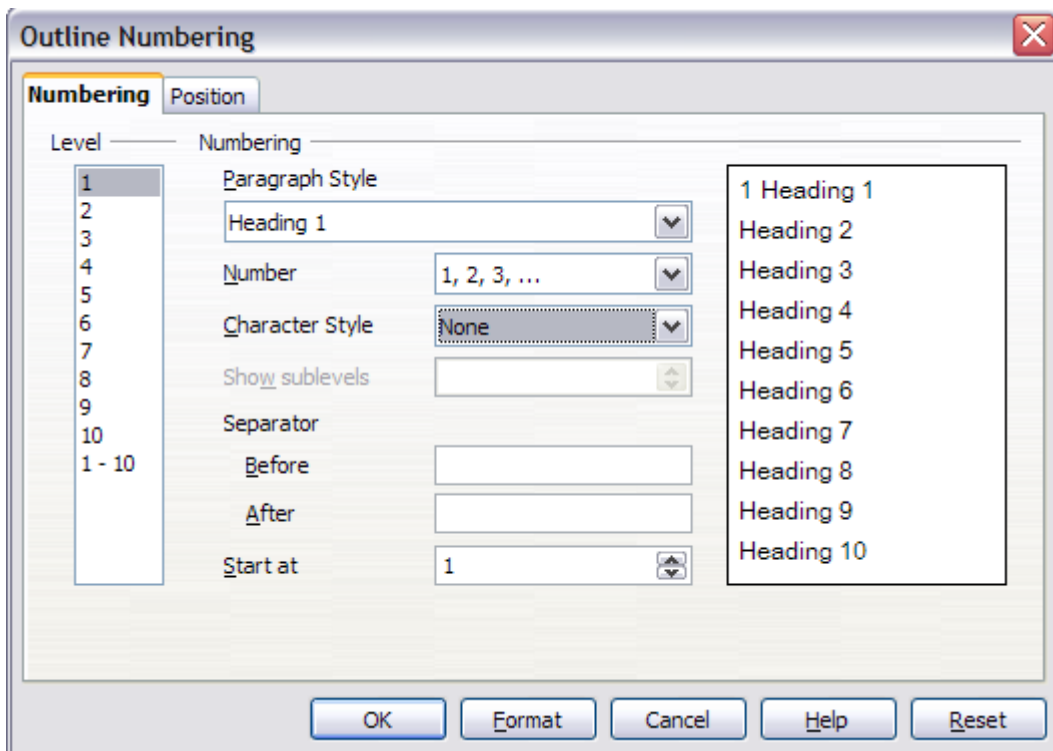 Outline Numbering
Numbering Position
Level Numbering
1
2
3
4
5
6
7
8
9
10
1 - 10
Paragraph Style
Heading 1
Number 1, 2, 3, ...
Character Style None
Show sublevels
Separator
Before
After
Start at 1
1 Heading 1
Heading 2
Heading 3
Heading 4
Heading 5
Heading 6
Heading 7
Heading 8
Heading 9
Heading 10
OK Format Cancel Help Reset